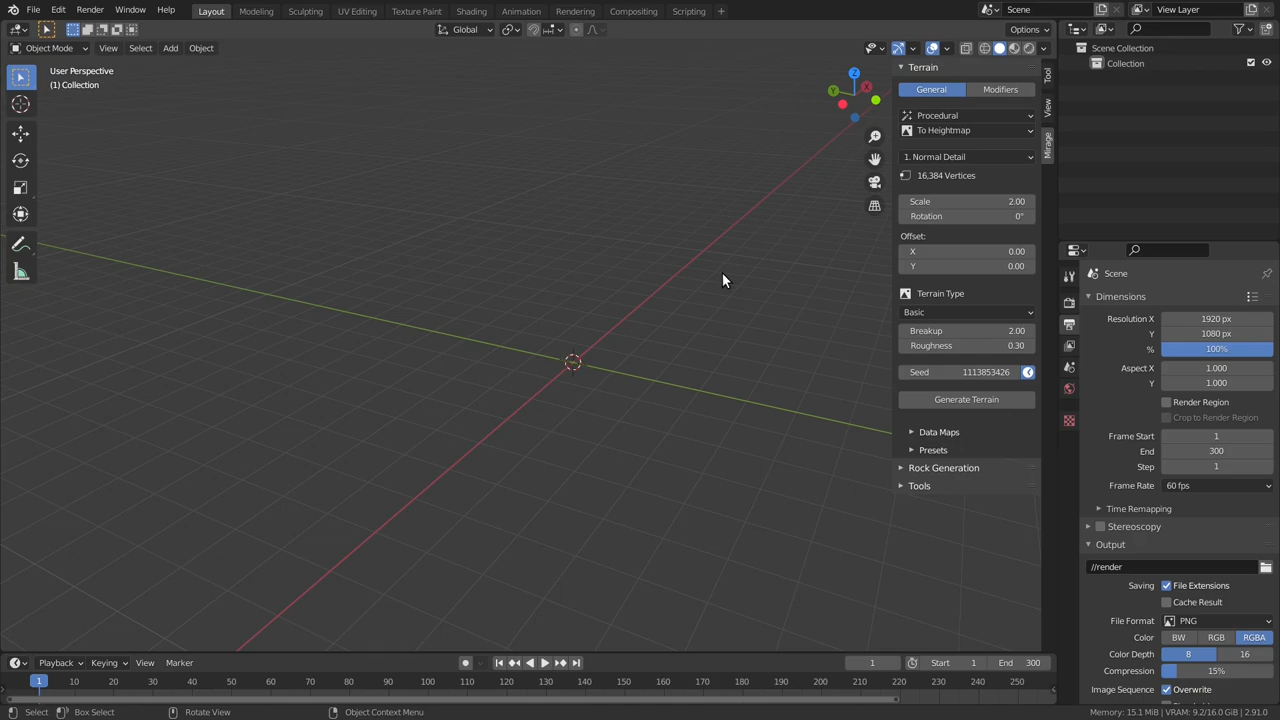 File Edit Render Window Help
Layout Modeling Sculpting UV Editing Texture Paint Shading Animation Rendering Compositing Scripting +
Scene
View Layer
Global
Options
Object Mode View Select Add Object
User Perspective
(1) Collection
Z
Y
X
Terrain
General Modifiers
Procedural
To Heightmap
1. Normal Detail
16,384 Vertices
Scale 2.00
Rotation 0°
Offset:
X 0.00
Y 0.00
Terrain Type
Basic
Breakup 2.00
Roughness 0.30
Seed 1113853426
Generate Terrain
Data Maps
Presets
Rock Generation
Tools
Tool
View
Mirage
Scene Collection
Collection
Scene
Dimensions
Resolution X 1920 px
Y 1080 px
% 100%
Aspect X 1.000
Y 1.000
Render Region
Crop to Render Region
Frame Start 1
End 300
Step 1
Frame Rate 60 fps
Time Remapping
Stereoscopy
Output
//render
Saving File Extensions
Cache Result
File Format PNG
Color BW RGB RGBA
Color Depth 8 16
Compression 15%
Image Sequence Overwrite
Playback Keying View Marker
1 Start 1 End 300
1 10 20 30 40 50 60 70 80 90 100 110 120 130 140 150 160 170 180 190 200 210 220 230 240 250
Select Box Select Rotate View Object Context Menu
Memory: 15.1 MiB | VRAM: 9.2/16.0 GiB | 2.91.0